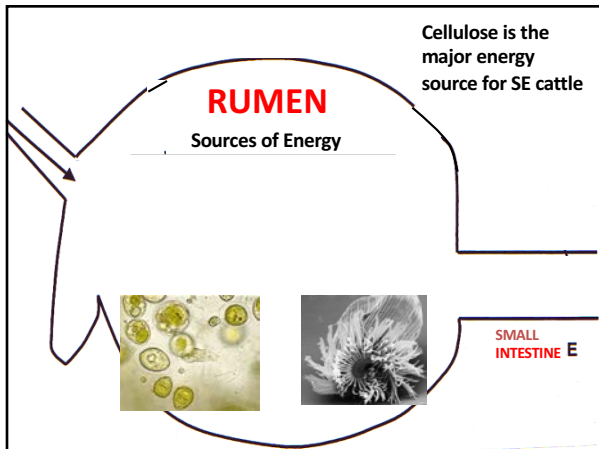 Cellulose is the
major energy
source for SE cattle
RUMEN
Sources of Energy
SMALL
INTESTINE E